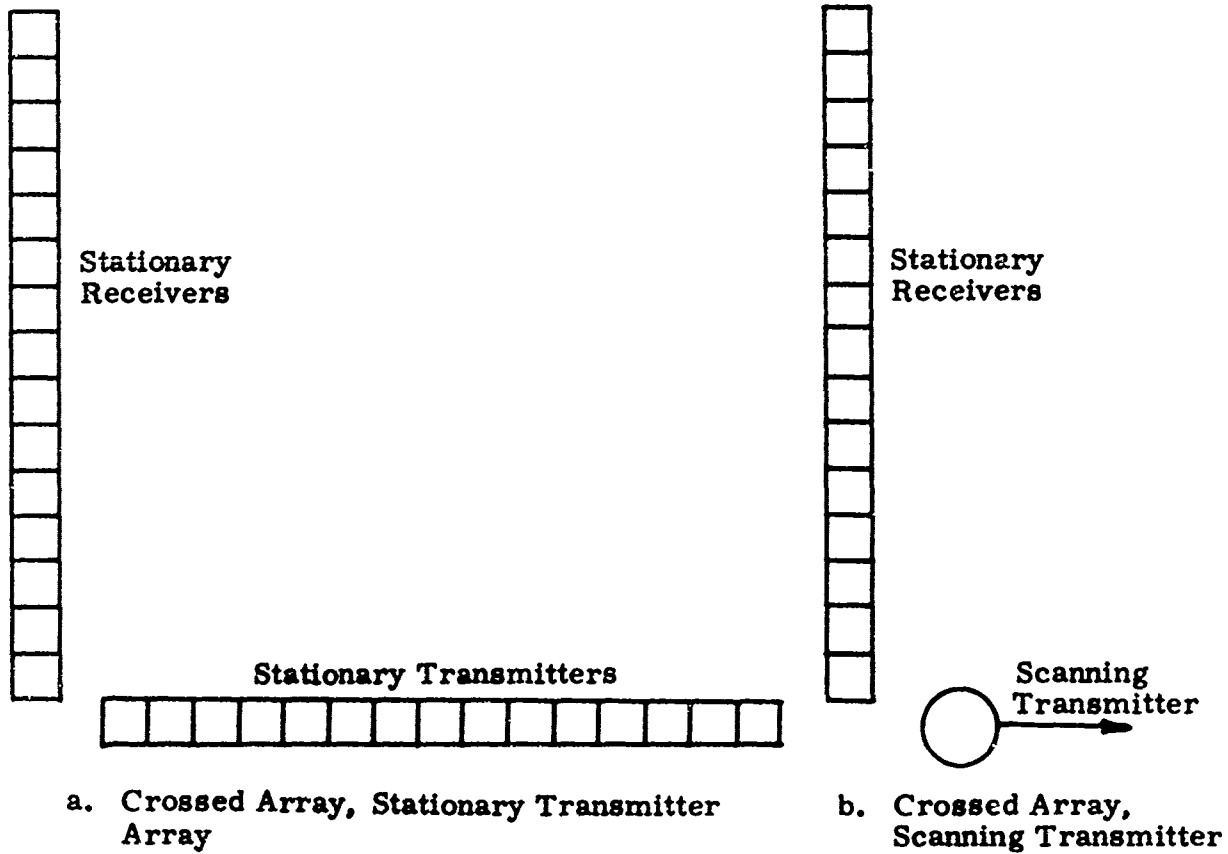 Stationary
Receivers
Stationary
Receivers
Stationary Transmitters
Scanning
Transmitter
a. Crossed Array, Stationary Transmitter
Array
b. Crossed Array,
Scanning Transmitter